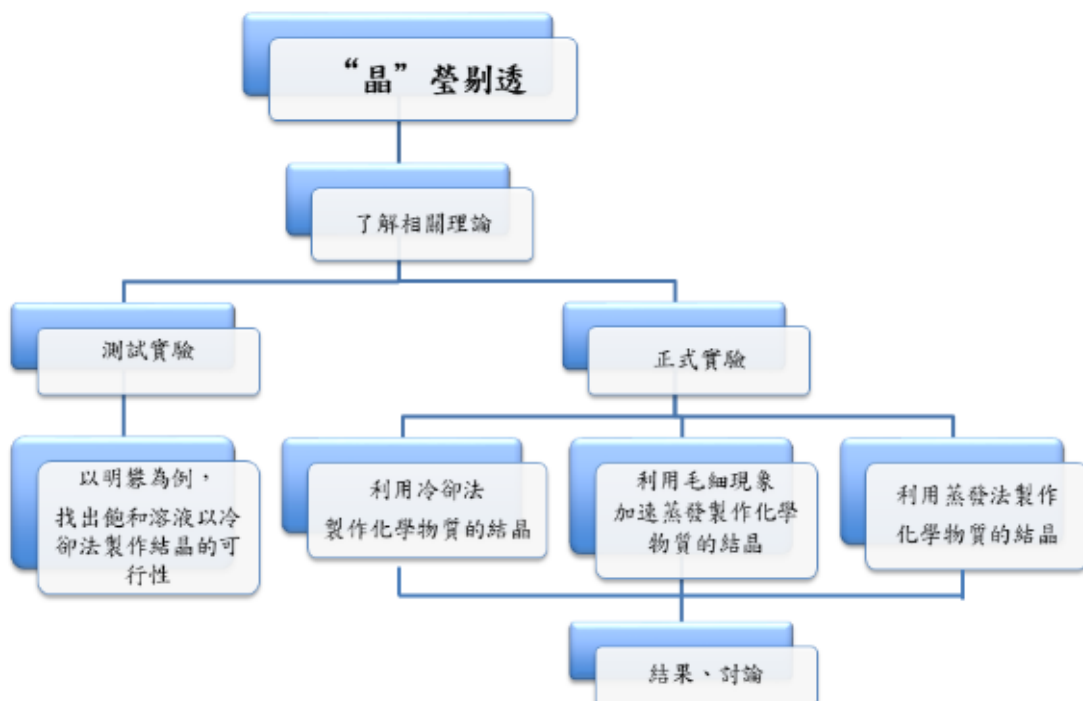 “晶”瑩剔透
了解相關理論
測試實驗
正式實驗
以明礬為例，
找出飽和溶液以冷
卻法製作結晶的可
行性
利用冷卻法
製作化學物質的結晶
利用毛細現象
加速蒸發製作化學
物質的結晶
利用蒸發法製作
化學物質的結晶
結果、討論